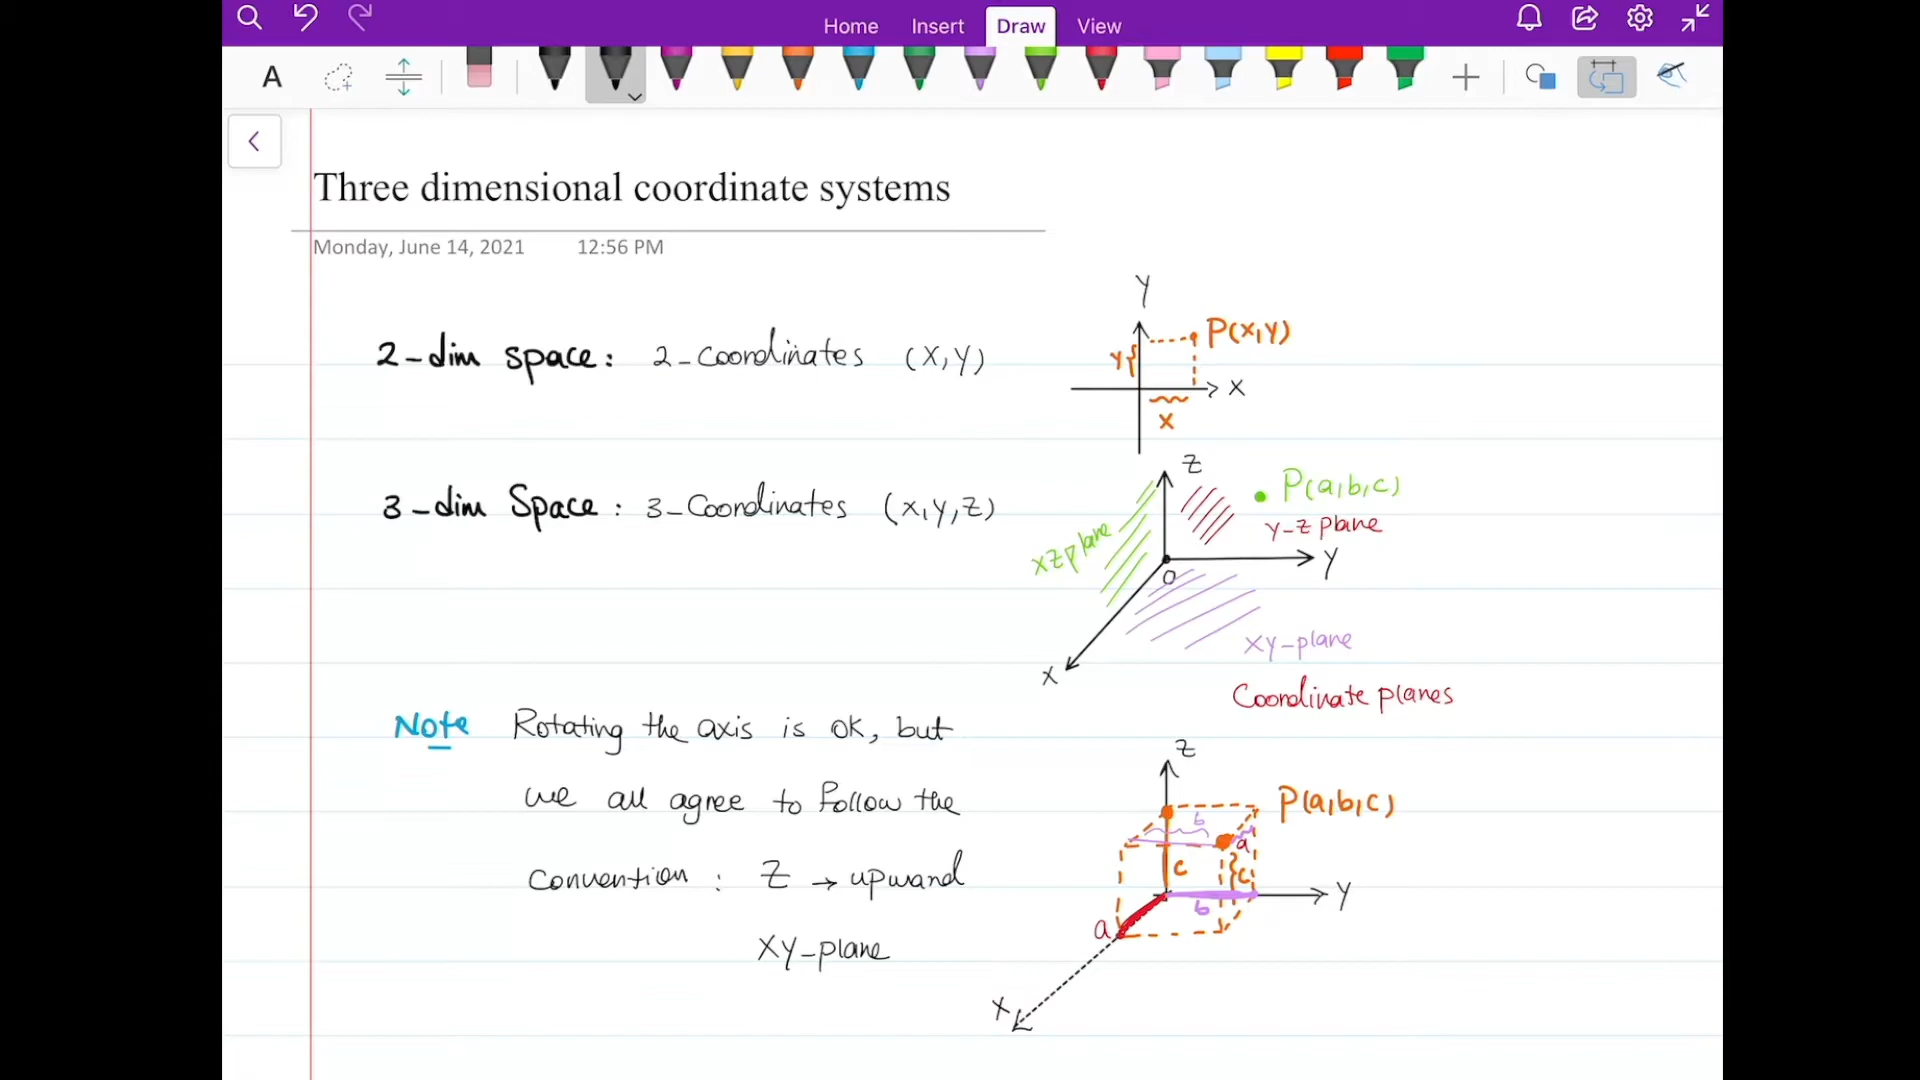 Home Insert Draw View
A
Three dimensional coordinate systems
Monday, June 14, 2021 12:56 PM
2-dim space: 2-Coordinates (X,Y)
Y
P(X,Y)
Y
X
X
3-dim Space: 3-Coordinates (X,Y,Z)
Z
P(a,b,c)
Y-Z plane
XZ plane
Y
O
XY-plane
X
Coordinate planes
Note Rotating the axis is ok, but
we all agree to follow the
convention: Z → upward
XY-plane
Z
P(a,b,c)
b
a
c
c
Y
b
a
X